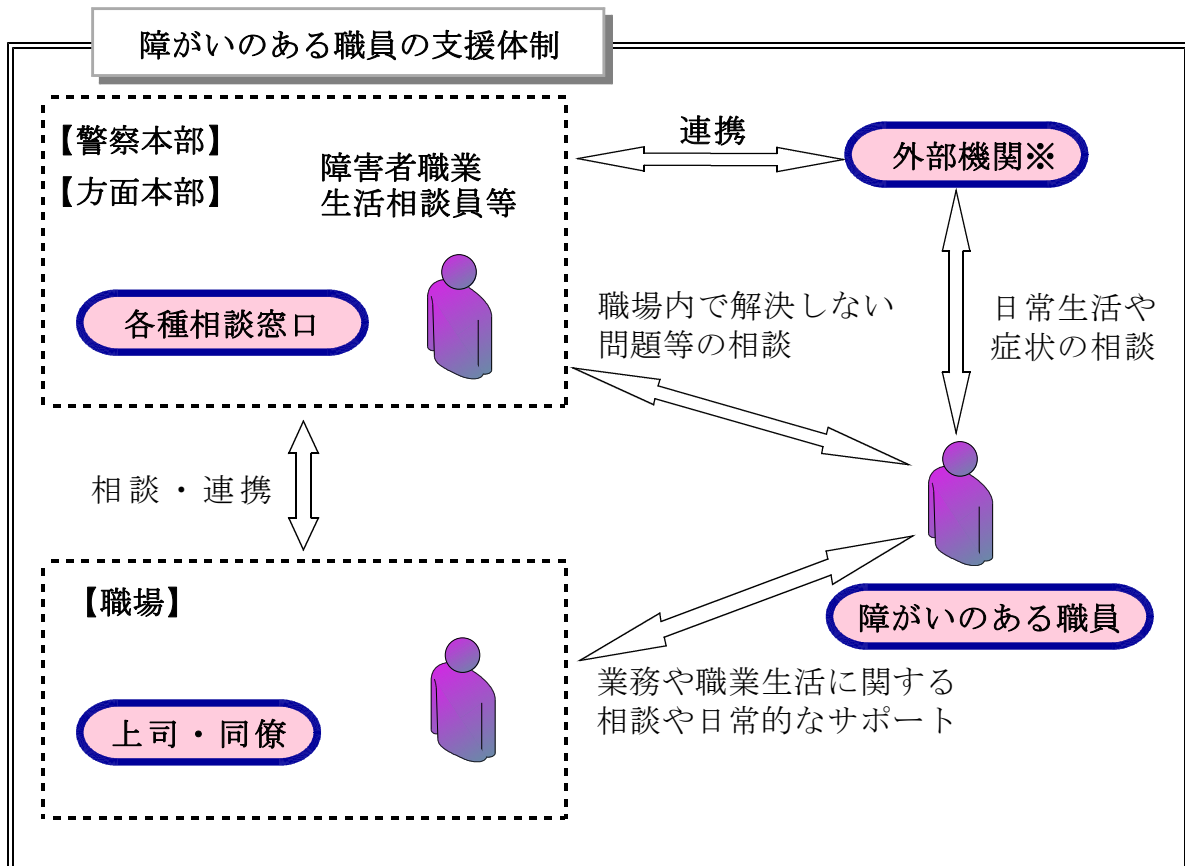 障がいのある職員の支援体制
【警察本部】
【方面本部】
障害者職業
生活相談員等
各種相談窓口
連携
外部機関※
職場内で解決しない
問題等の相談
日常生活や
症状の相談
相談・連携
【職場】
上司・同僚
障がいのある職員
業務や職業生活に関する
相談や日常的なサポート